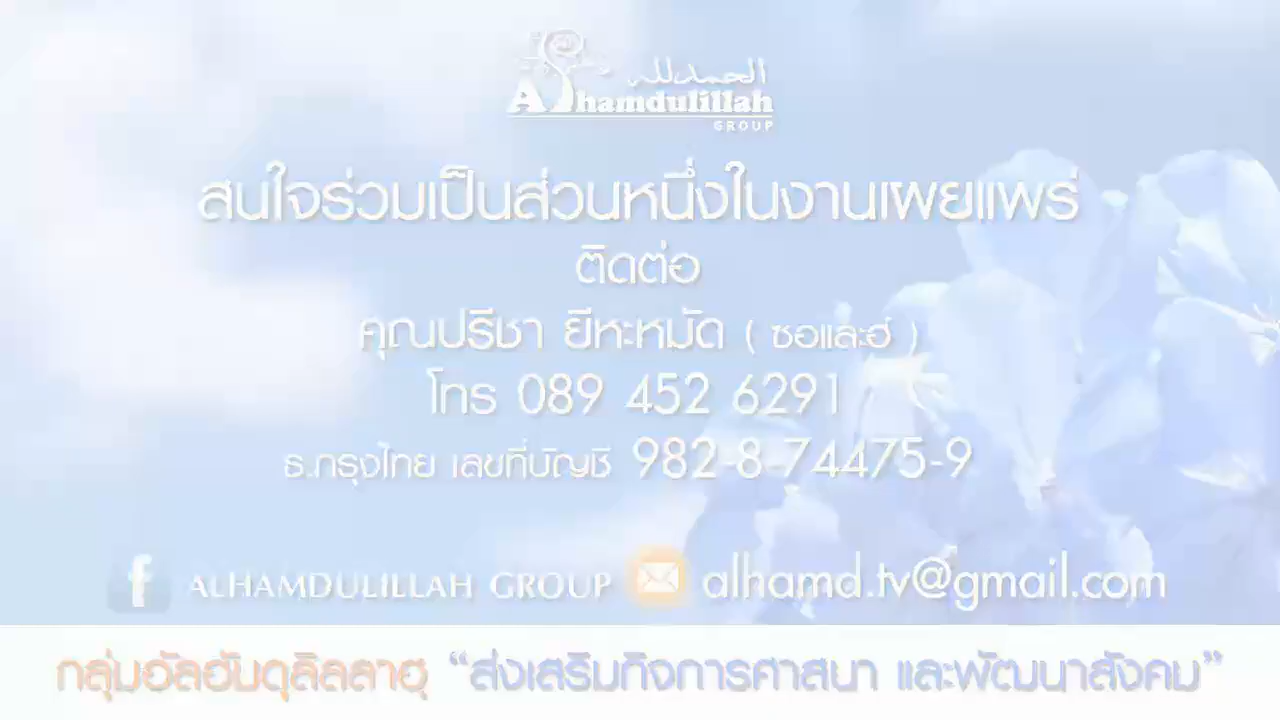 الحمدلله
Alhamdulillah
GROUP
สนใจร่วมเป็นส่วนหนึ่งในงานเผยแพร่
ติดต่อ
คุณปรีชา ยีหะหมัด ( ซอและฮ์ )
โทร 089 452 6291
ธ.กรุงไทย เลขที่บัญชี 982-8-74475-9
f ALHAMDULILLAH GROUP alhamd.tv@gmail.com
กลุ่มอัลฮัมดุลิลลาฮฺ “ส่งเสริมกิจการศาสนา และพัฒนาสังคม”